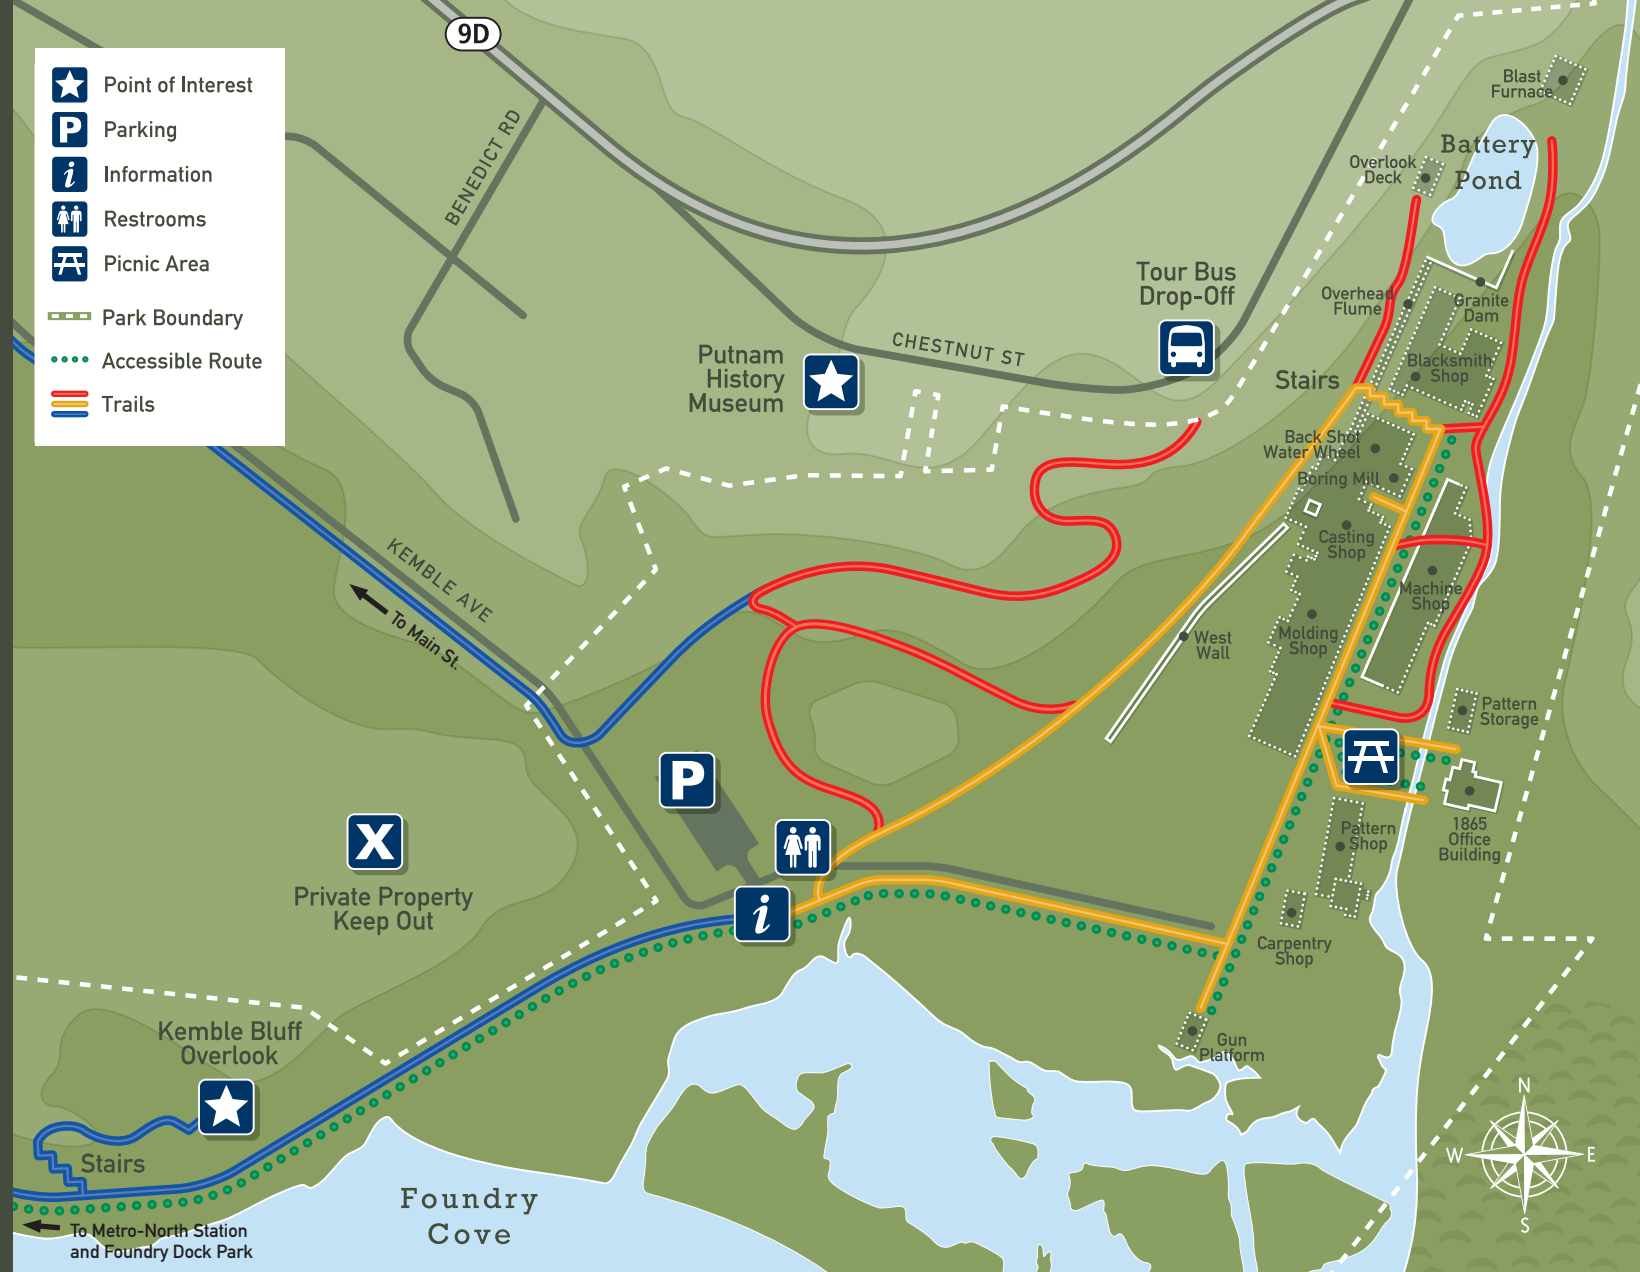 9D
Point of Interest
P
Parking
i
Information
Restrooms
Picnic Area
Park Boundary
Accessible Route
Trails
BENEDICT RD
Blast
Furnace
Battery
Pond
Overlook
Deck
Tour Bus
Drop-Off
Overhead
Flume
Granite
Dam
CHESTNUT ST
Putnam
History
Museum
Blacksmith
Shop
Stairs
Back Shot
Water Wheel
Boring Mill
Casting
Shop
KEMBLE AVE
To Main St.
Machine
Shop
Molding
Shop
West
Wall
Pattern
Storage
P
X
Private Property
Keep Out
1865
Office
Building
Pattern
Shop
i
Carpentry
Shop
Gun
Platform
Kemble Bluff
Overlook
Stairs
Foundry
Cove
To Metro-North Station
and Foundry Dock Park
N
W
E
S